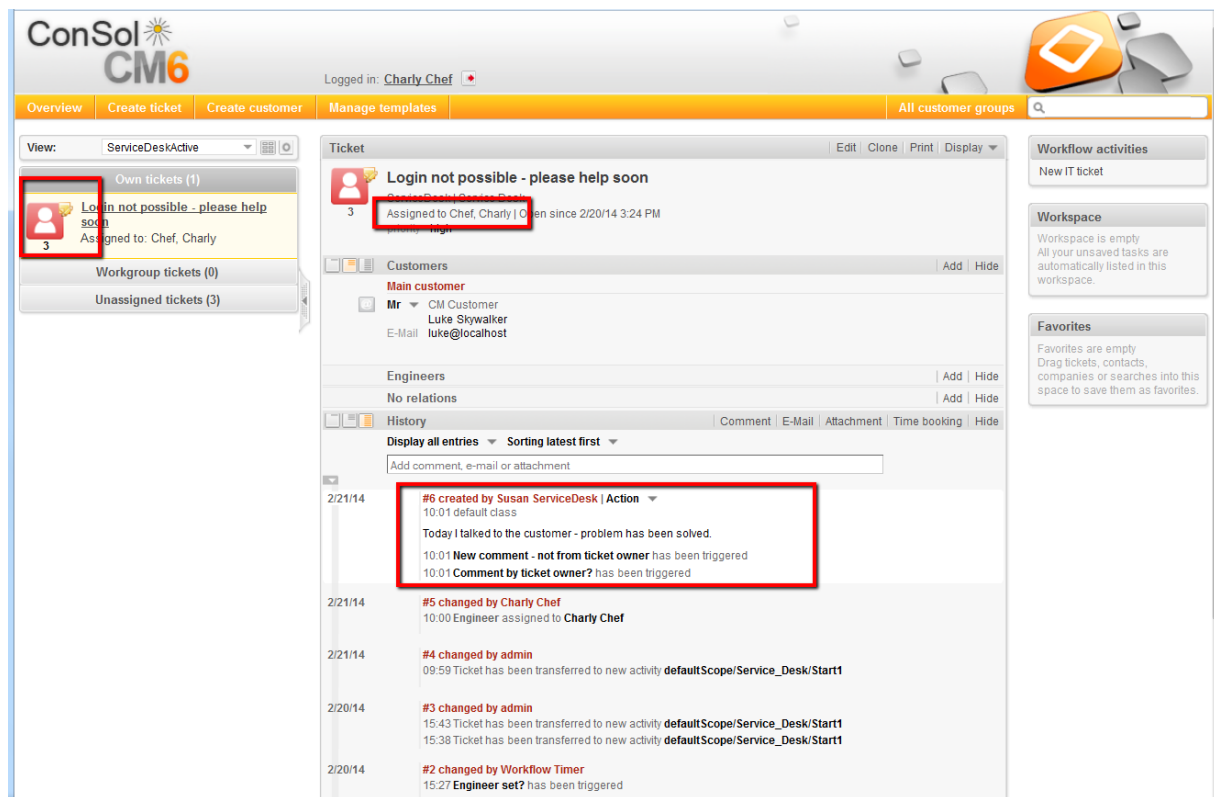 ConSol
CM6
Logged in: Charly Chef
Overview Create ticket Create customer Manage templates All customer groups
View: ServiceDeskActive
Own tickets (1)
Login not possible - please help
soon
Assigned to: Chef, Charly
3
Workgroup tickets (0)
Unassigned tickets (3)
Ticket Edit Clone Print Display
Login not possible - please help soon
ServiceDesk | Service Desk
3
Assigned to Chef, Charly | Open since 2/20/14 3:24 PM
priority high
Customers Add Hide
Main customer
Mr CM Customer
Luke Skywalker
E-Mail luke@localhost
Engineers Add Hide
No relations Add Hide
History Comment E-Mail Attachment Time booking Hide
Display all entries Sorting latest first
Add comment, e-mail or attachment
2/21/14 #6 created by Susan ServiceDesk | Action
10:01 default class
Today I talked to the customer - problem has been solved.
10:01 New comment - not from ticket owner has been triggered
10:01 Comment by ticket owner? has been triggered
2/21/14 #5 changed by Charly Chef
10:00 Engineer assigned to Charly Chef
2/21/14 #4 changed by admin
09:59 Ticket has been transferred to new activity defaultScope/Service_Desk/Start1
2/20/14 #3 changed by admin
15:43 Ticket has been transferred to new activity defaultScope/Service_Desk/Start1
15:38 Ticket has been transferred to new activity defaultScope/Service_Desk/Start1
2/20/14 #2 changed by Workflow Timer
15:27 Engineer set? has been triggered
Workflow activities
New IT ticket
Workspace
Workspace is empty
All your unsaved tasks are
automatically listed in this
workspace.
Favorites
Favorites are empty
Drag tickets, contacts,
companies or searches into this
space to save them as favorites.